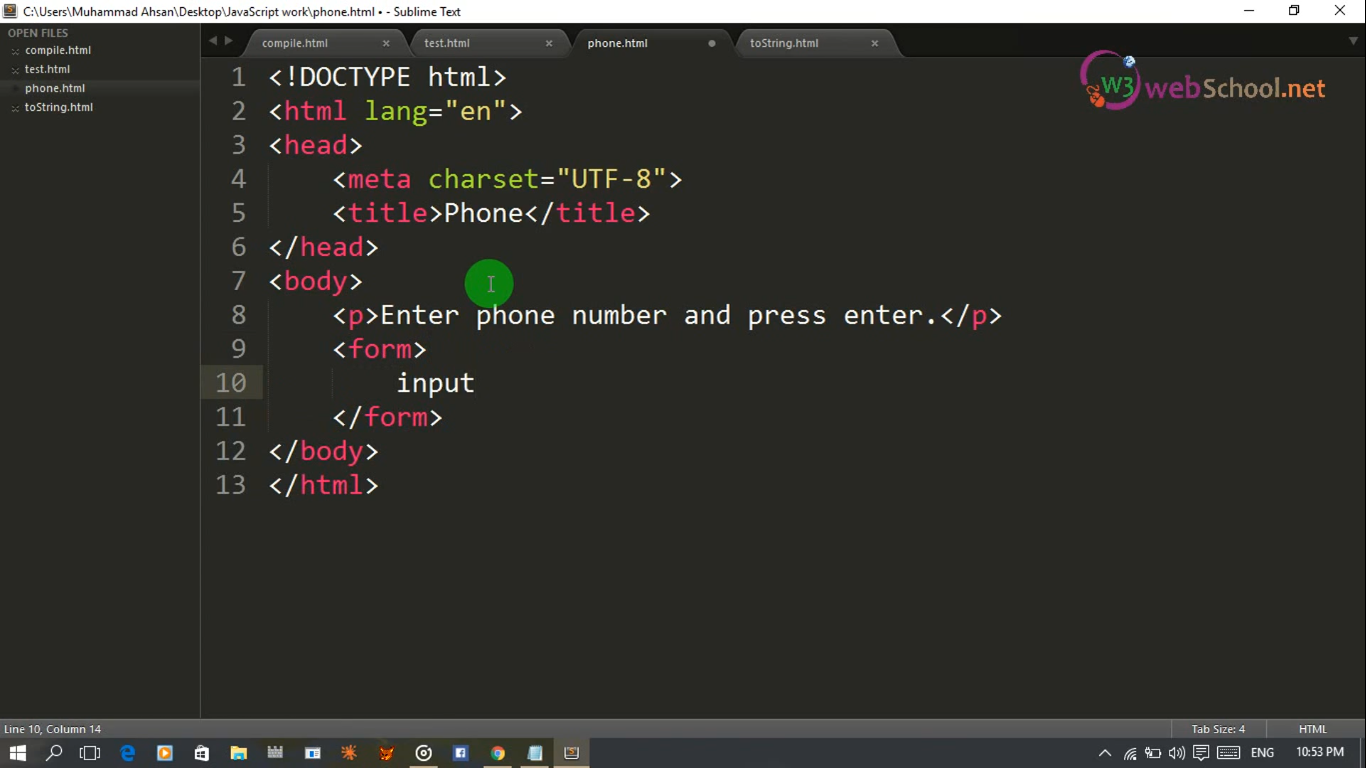 C:\Users\Muhammad Ahsan\Desktop\JavaScript work\phone.html • - Sublime Text
OPEN FILES
compile.html
test.html
phone.html
toString.html
compile.html
test.html
phone.html
toString.html
W3 webSchool.net
1 <!DOCTYPE html>
2 <html lang="en">
3 <head>
4 <meta charset="UTF-8">
5 <title>Phone</title>
6 </head>
7 <body>
8 <p>Enter phone number and press enter.</p>
9 <form>
10 input
11 </form>
12 </body>
13 </html>
Line 10, Column 14
Tab Size: 4
HTML
ENG
10:53 PM